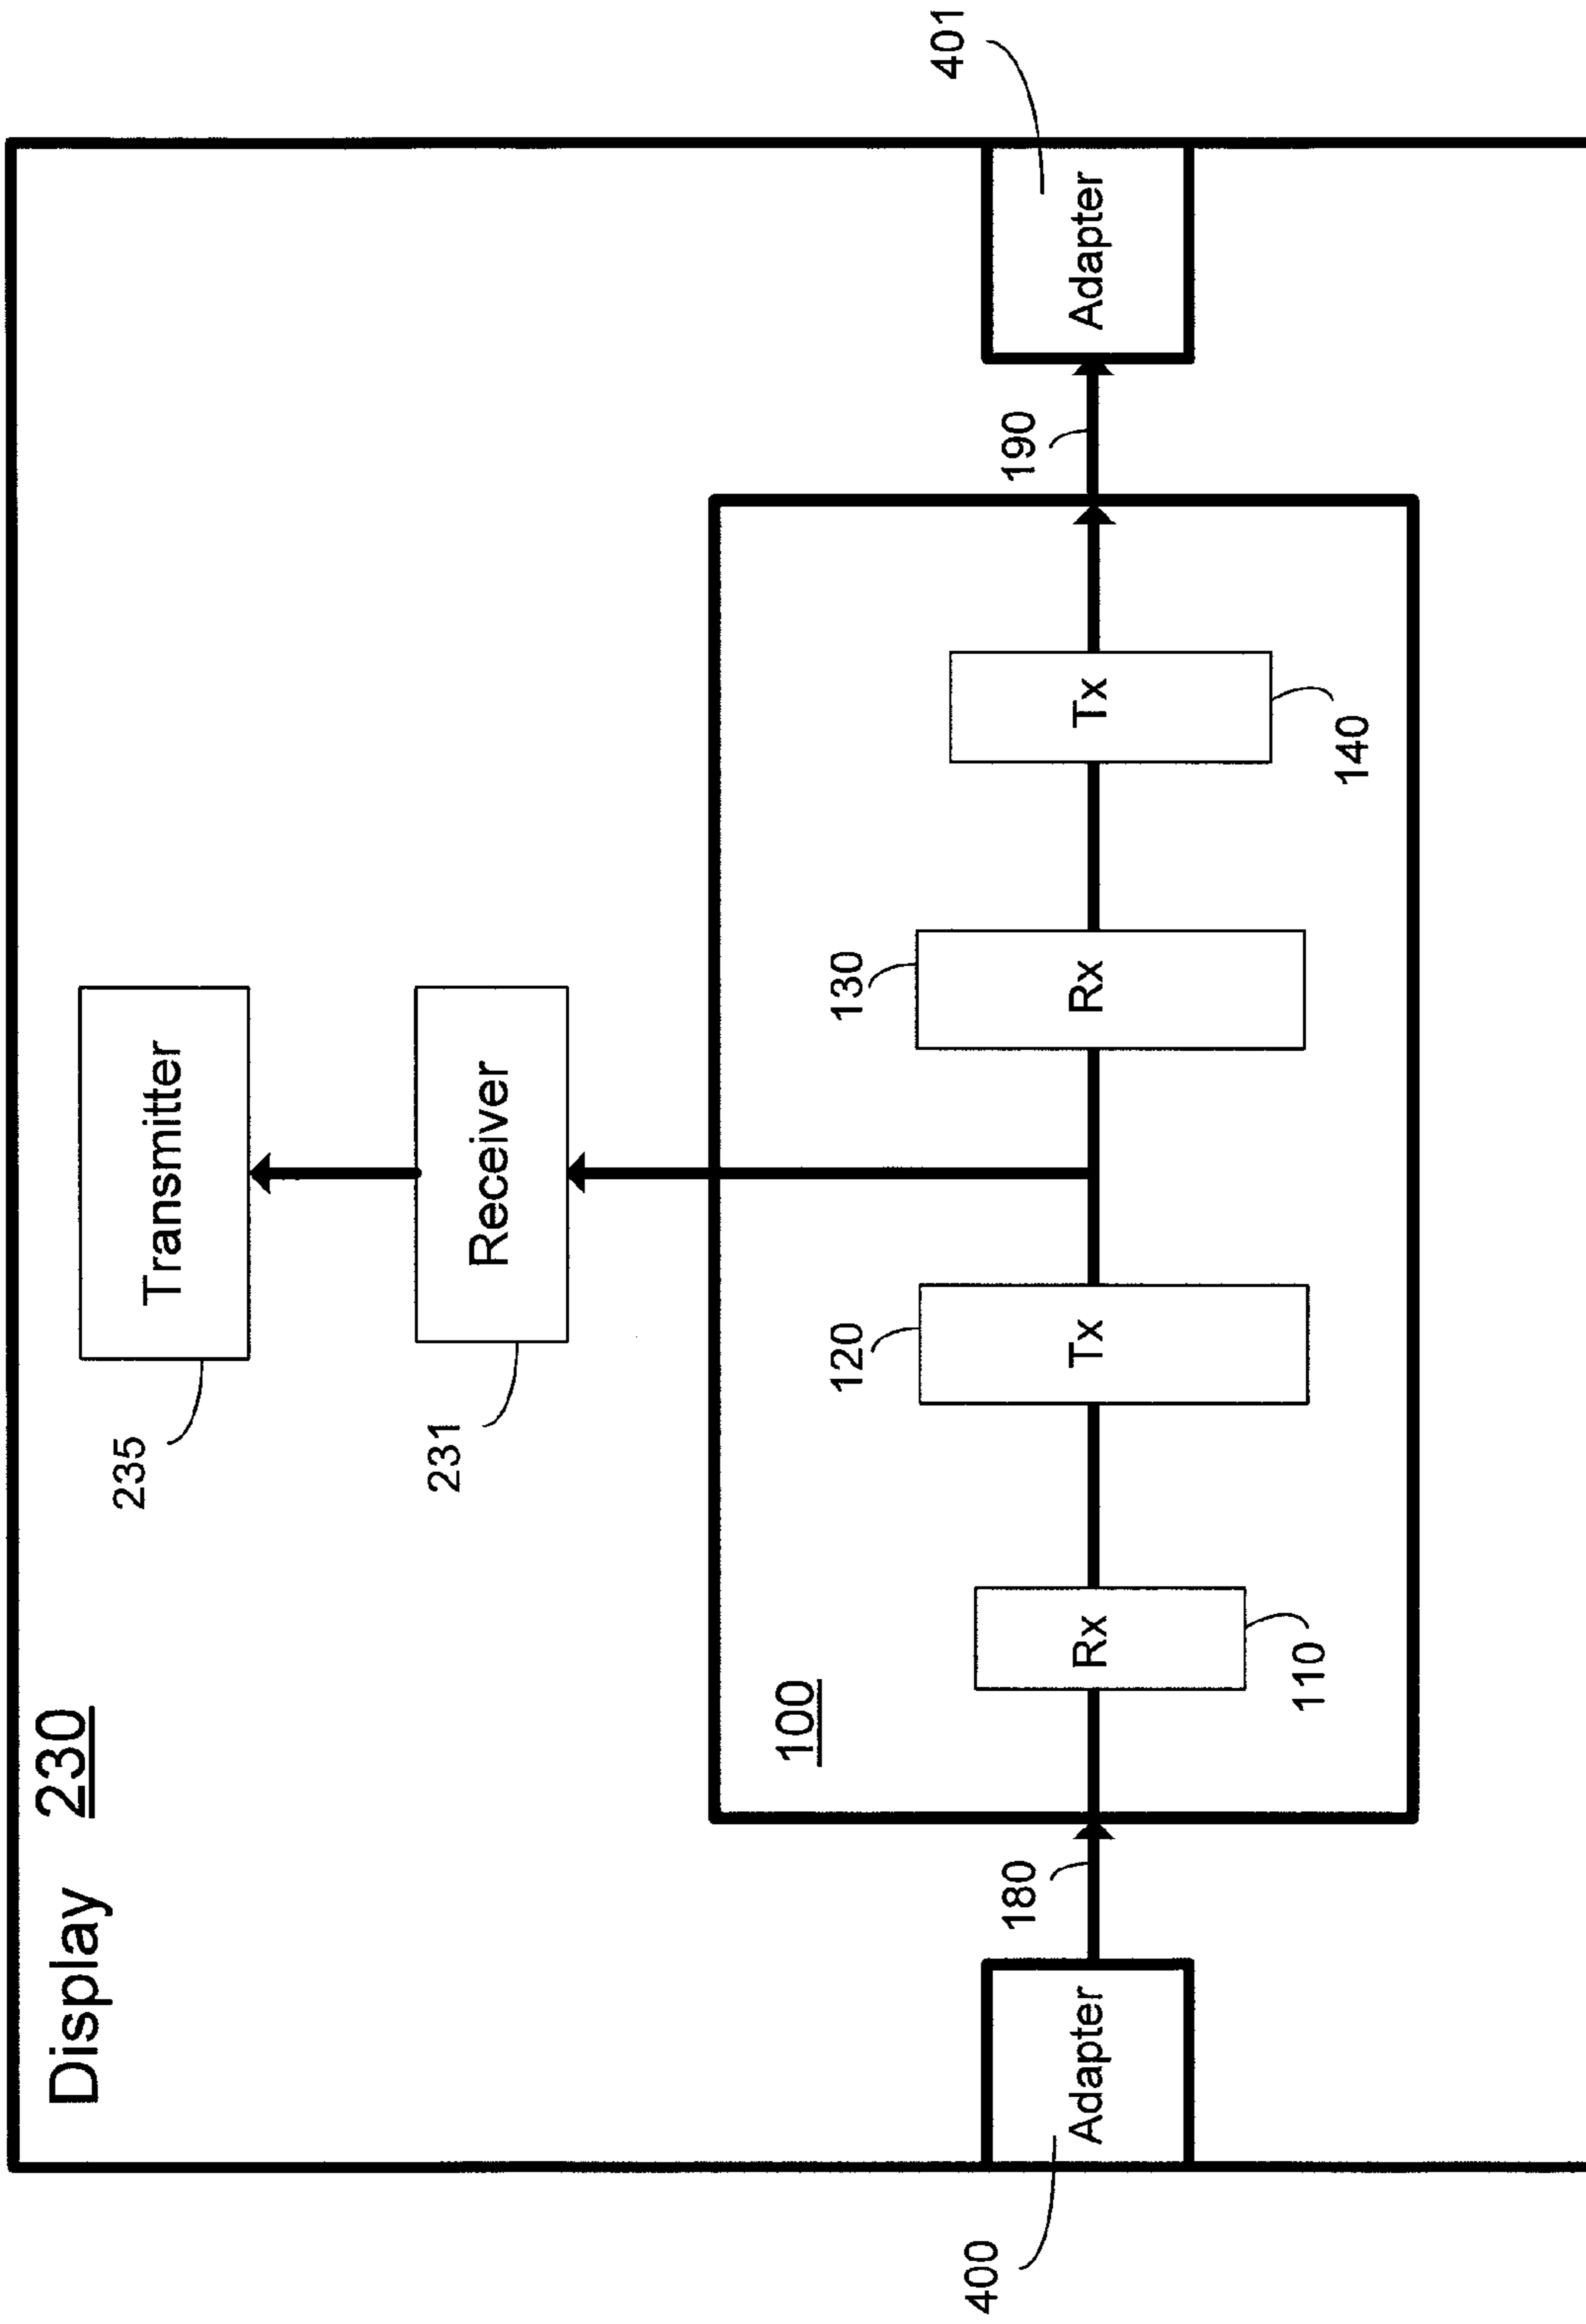 Display 230
Transmitter
235
Receiver
231
100
120
130
Adapter
180
Rx
Tx
Rx
Tx
190
Adapter
110
140
400
401